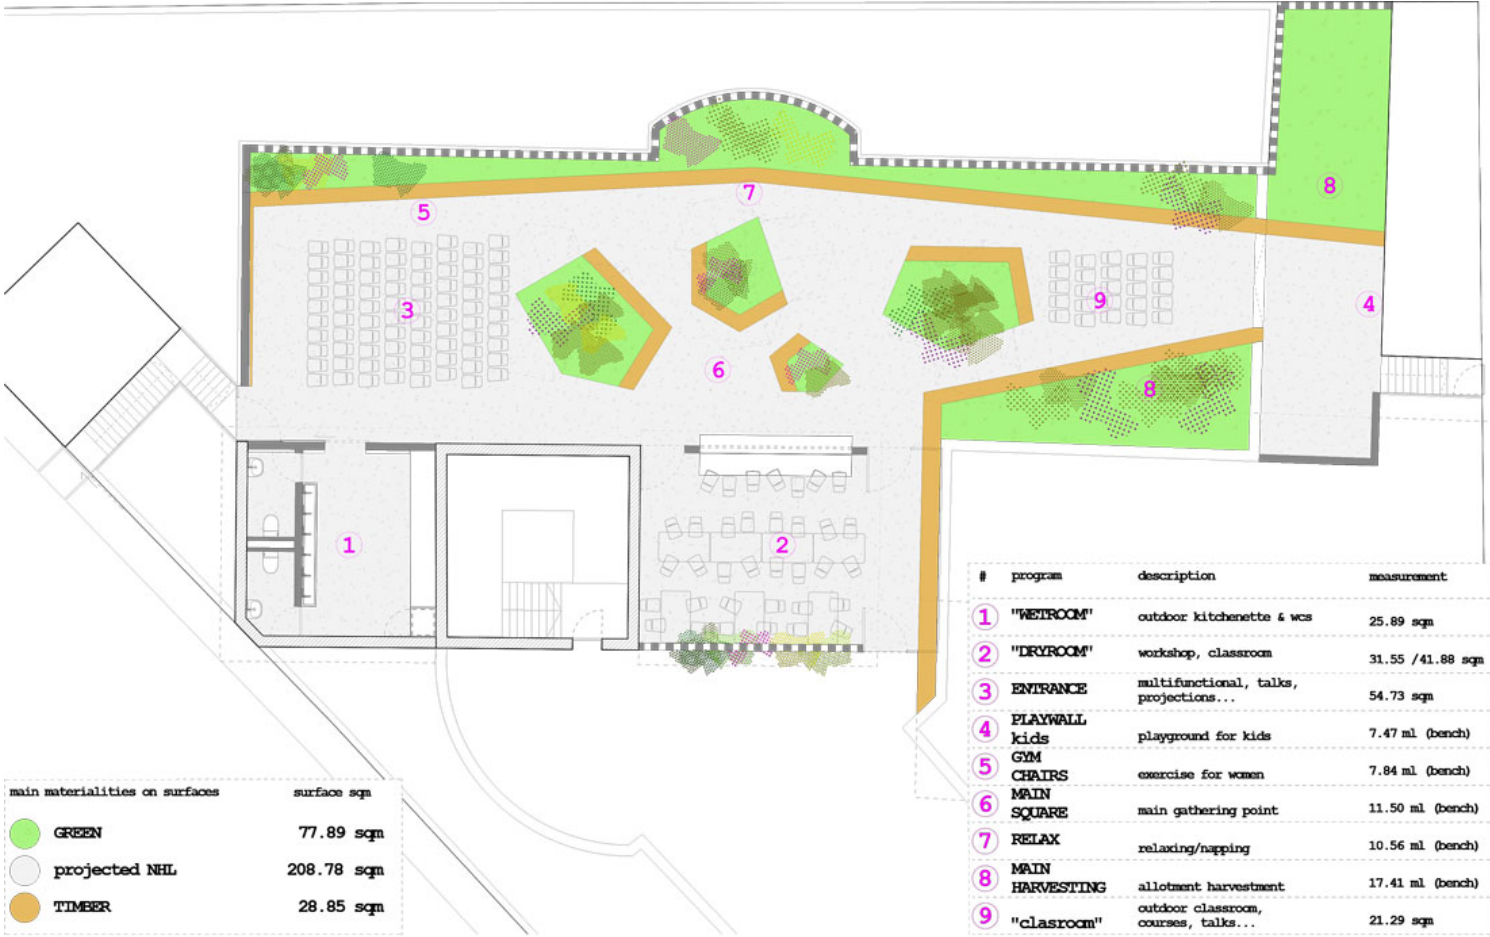 8
7
5
3
9
4
6
8
1
2
# program description measurement
1 "WETROOM" outdoor kitchenette & wcs 25.89 sqm
2 "DRYROOM" workshop, classroom 31.55 /41.88 sqm
3 ENTRANCE multifunctional, talks,
projections... 54.73 sqm
4 PLAYWALL
kids playground for kids 7.47 ml (bench)
5 GYM
CHAIRS exercise for women 7.84 ml (bench)
6 MAIN
SQUARE main gathering point 11.50 ml (bench)
7 RELAX relaxing/napping 10.56 ml (bench)
8 MAIN
HARVESTING allotment harvestment 17.41 ml (bench)
9 "clasroom" outdoor classroom,
courses, talks... 21.29 sqm
main materialities on surfaces surface sqm
GREEN 77.89 sqm
projected NHL 208.78 sqm
TIMBER 28.85 sqm